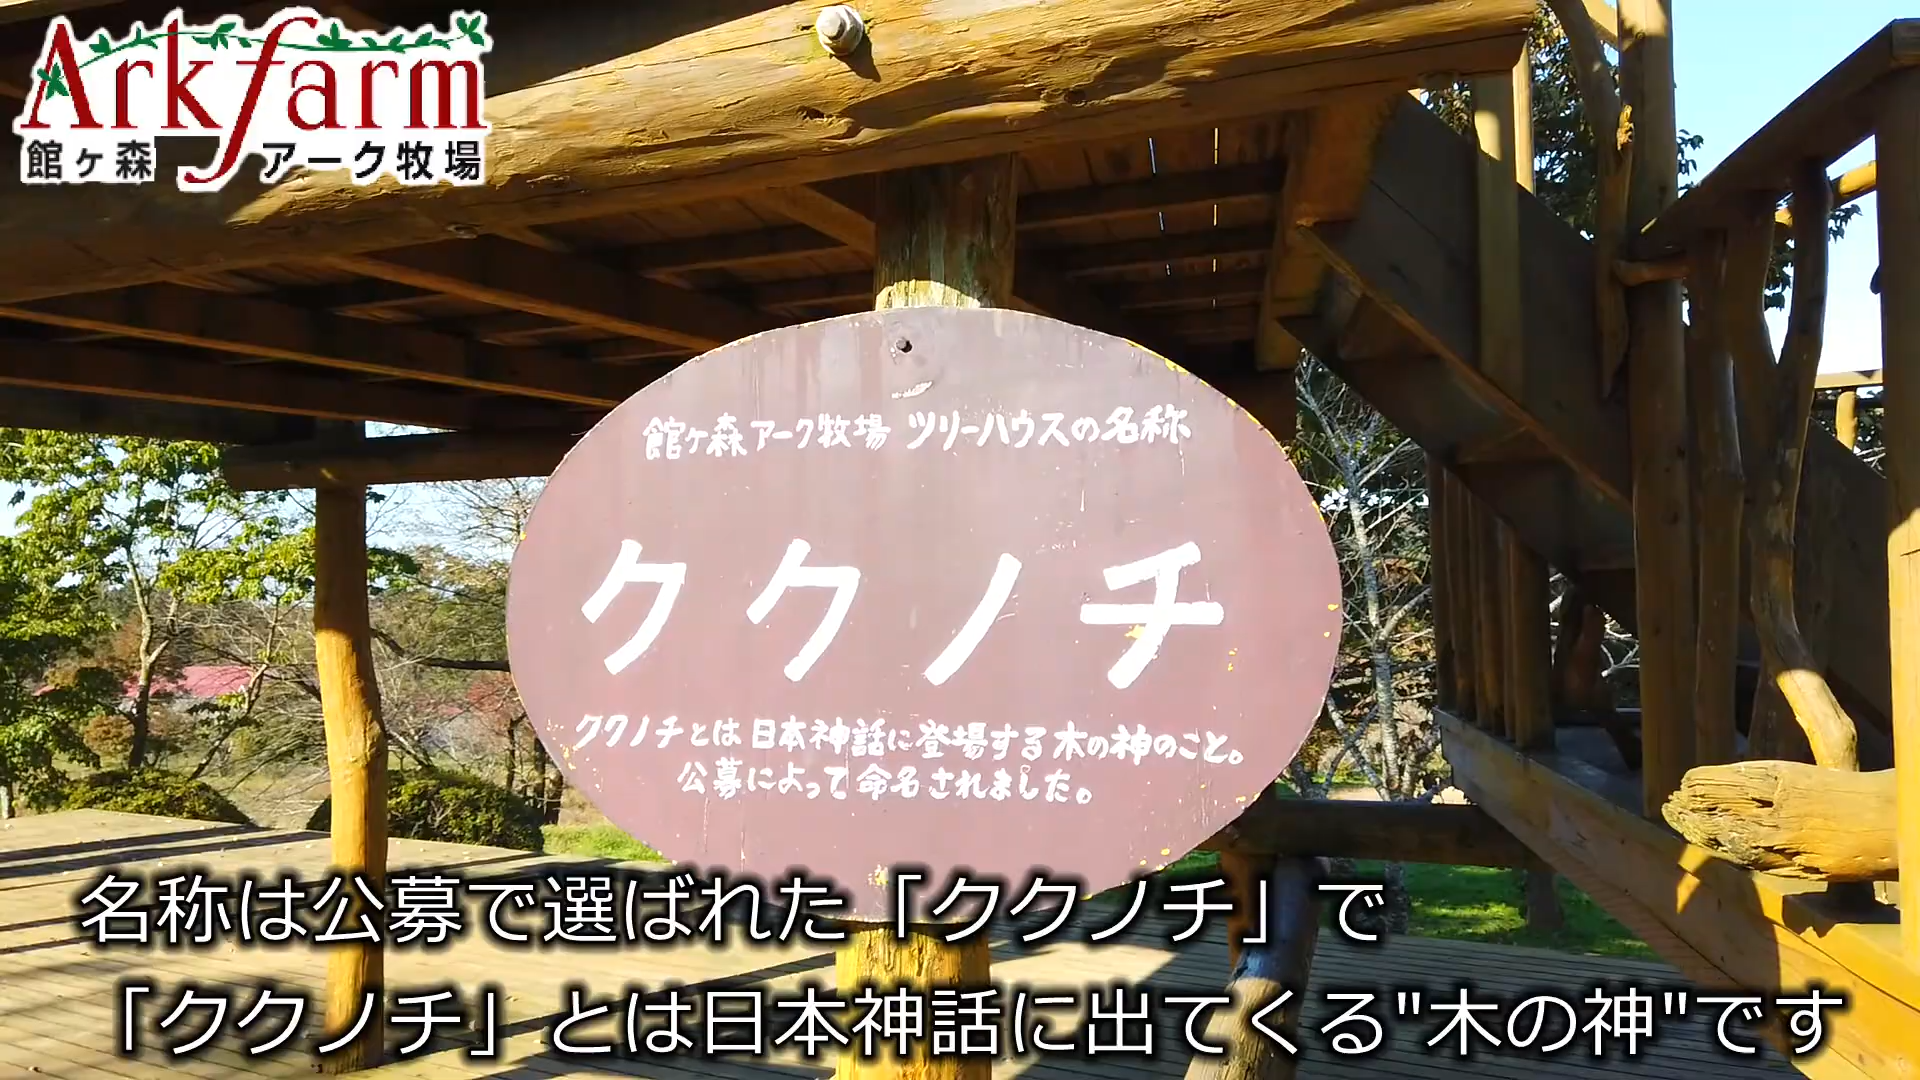 Arkfarm
館ヶ森 アーク牧場
館ヶ森アーク牧場 ツリーハウスの名称
ククノチ
ククノチとは日本神話に登場する木の神のこと。
公募によって命名されました。
名称は公募で選ばれた「ククノチ」で
「ククノチ」とは日本神話に出てくる"木の神"です